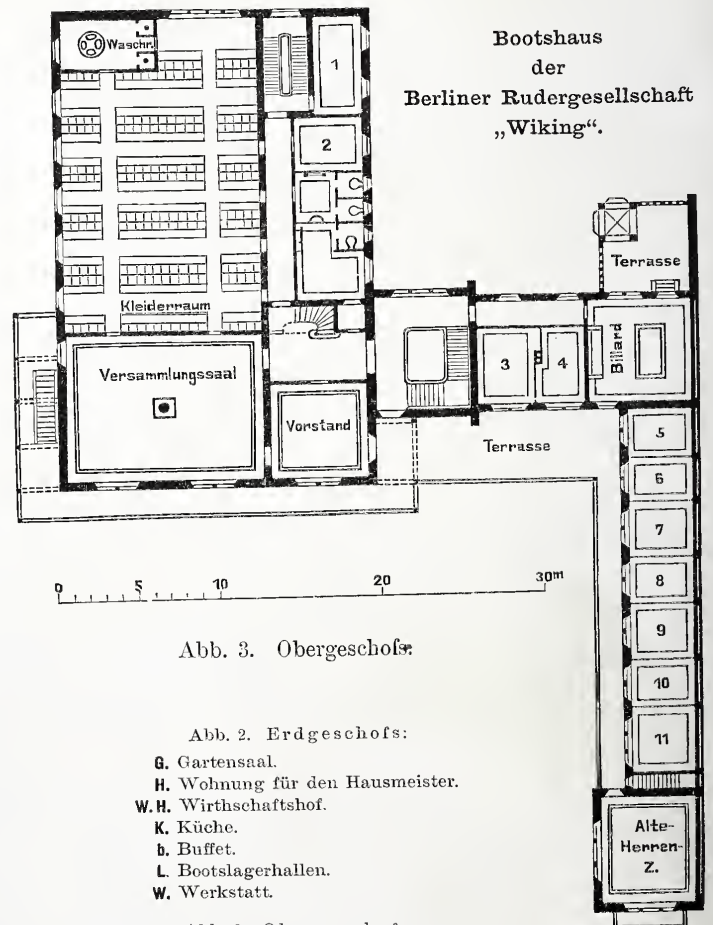 Bootshaus
der
Berliner Rudergesellschaft
„Wiking“.
Waschr.
1
2
Kleiderraum
Terrasse
Versammlungssaal
Vorstand
3
4
Billard
Terrasse
5
6
7
8
9
10
11
Alte-
Herren-
Z.
0 5 10 20 30m
Abb. 3. Obergeschofs.
Abb. 2. Erdgeschofs:
G. Gartensaal.
H. Wohnung für den Hausmeister.
W.H. Wirthschaftshof.
K. Küche.
b. Buffet.
L. Bootslagerhallen.
W. Werkstatt.